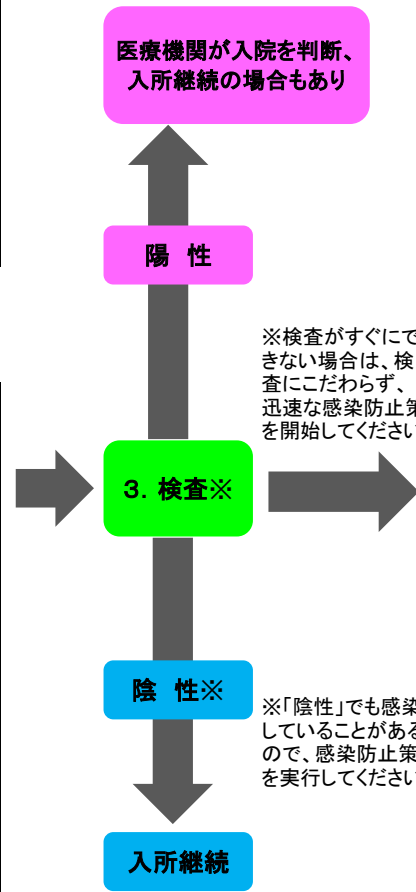 医療機関が入院を判断、
入所継続の場合もあり
陽 性
※検査がすぐにで
きない場合は、検
査にこだわらず、
迅速な感染防止策
を開始してください
3．検査※
陰 性※
※「陰性」でも感染
していることがある
ので、感染防止策
を実行してください
入所継続